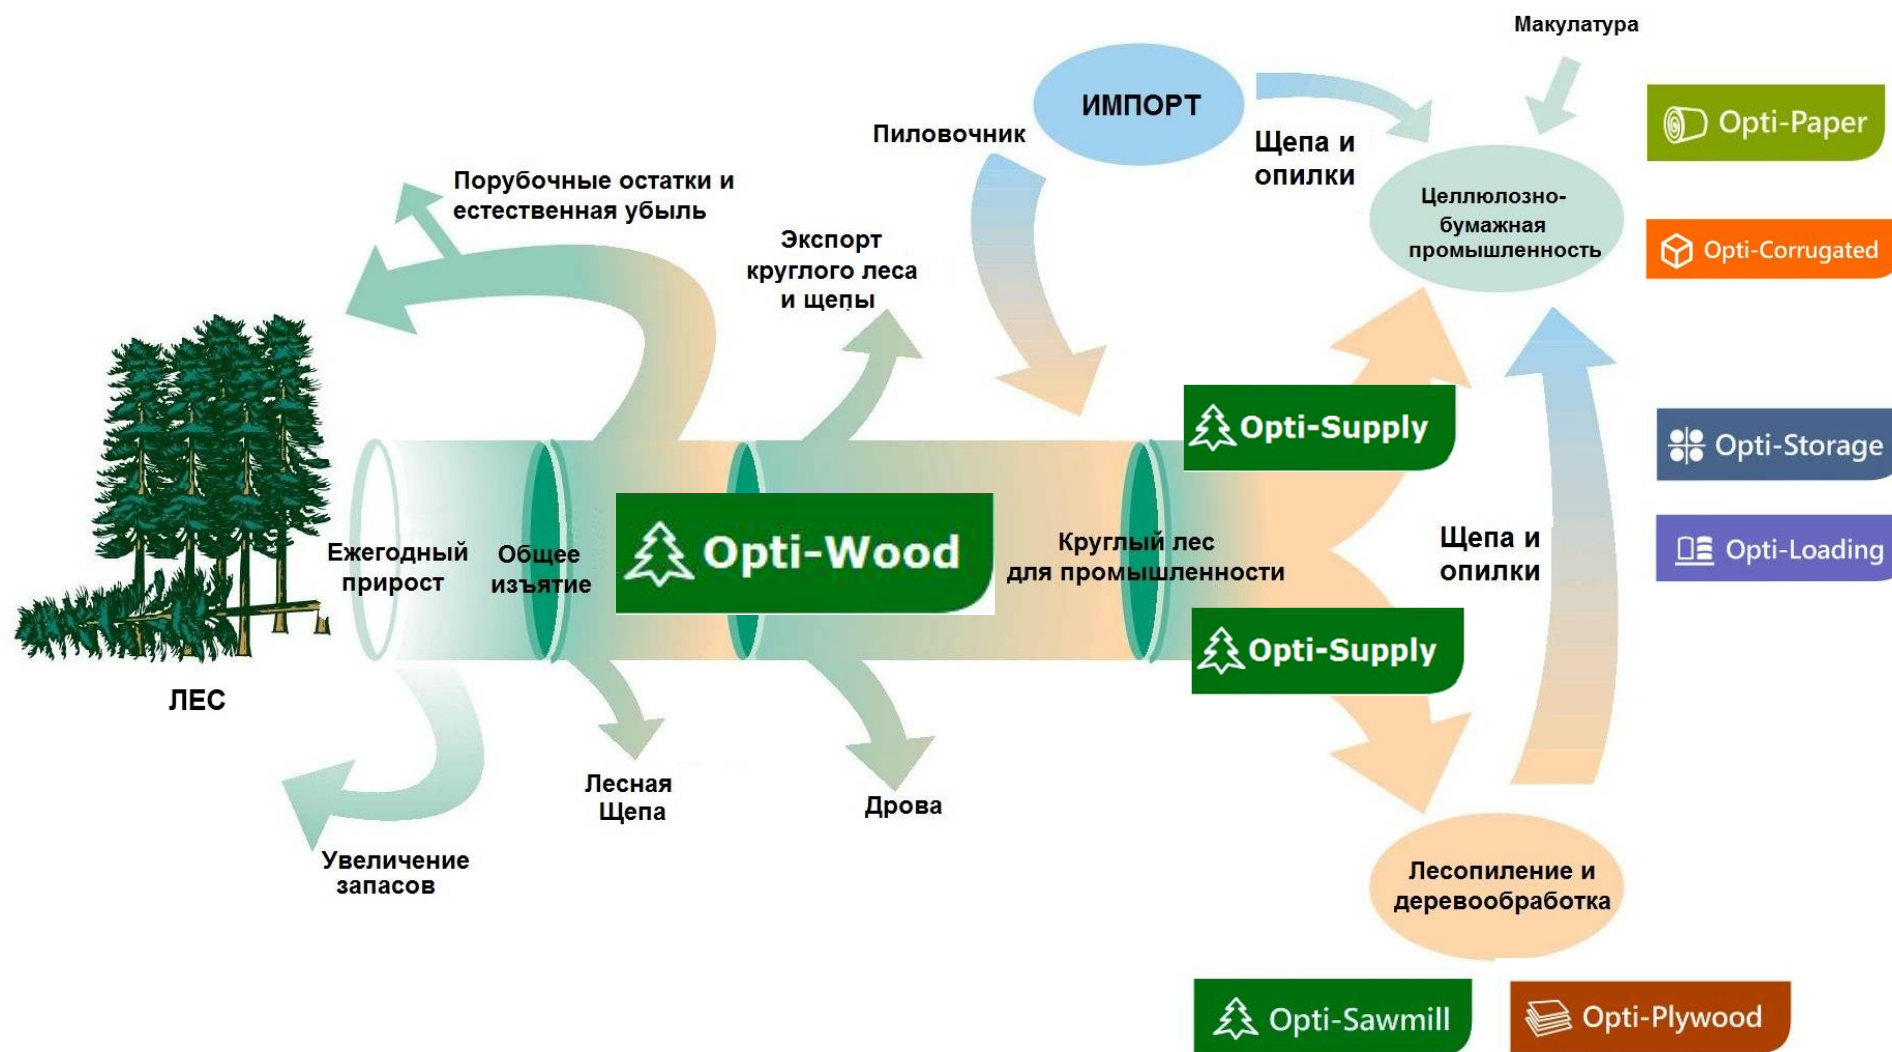 Макулатура
ИМПОРТ
Opti-Paper
Пиловочник
Щепа и
опилки
Порубочные остатки и
естественная убыль
Целлюлозно-
бумажная
промышленность
Экспорт
круглого леса
и щепы
Opti-Corrugated
Opti-Supply
Opti-Storage
Ежегодный
прирост
Общее
изъятие
Opti-Wood
Круглый лес
для промышленности
Щепа и
опилки
Opti-Loading
Opti-Supply
ЛЕС
Лесная
Щепа
Дрова
Увеличение
запасов
Лесопиление и
деревообработка
Opti-Sawmill
Opti-Plywood